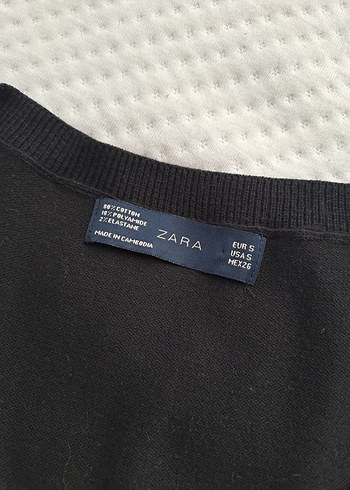 88% COTTON
10% POLYAMIDE
2% ELASTANE
MADE IN CAMBODIA
ZARA
EUR S
USA S
MEX 26